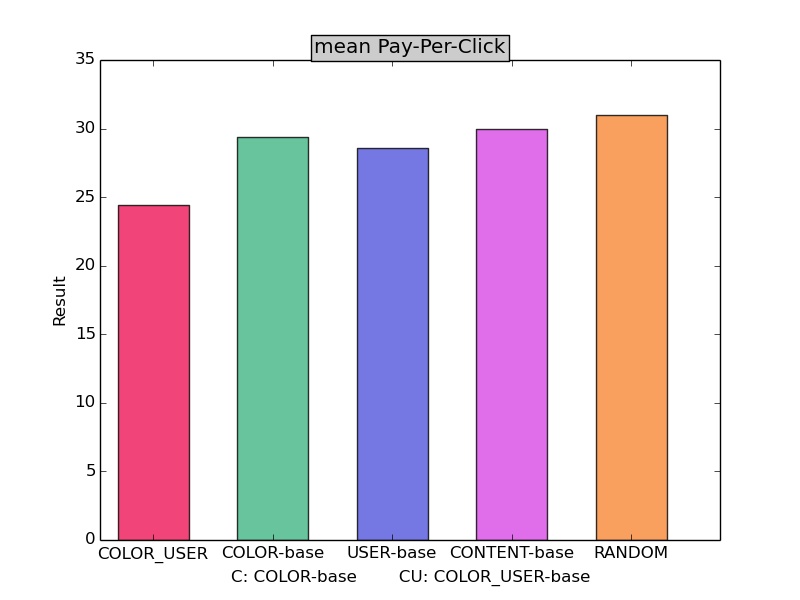 mean Pay-Per-Click
35
30
25
20
15
10
5
0
Result
COLOR_USER COLOR-base USER-base CONTENT-base RANDOM
C: COLOR-base CU: COLOR_USER-base